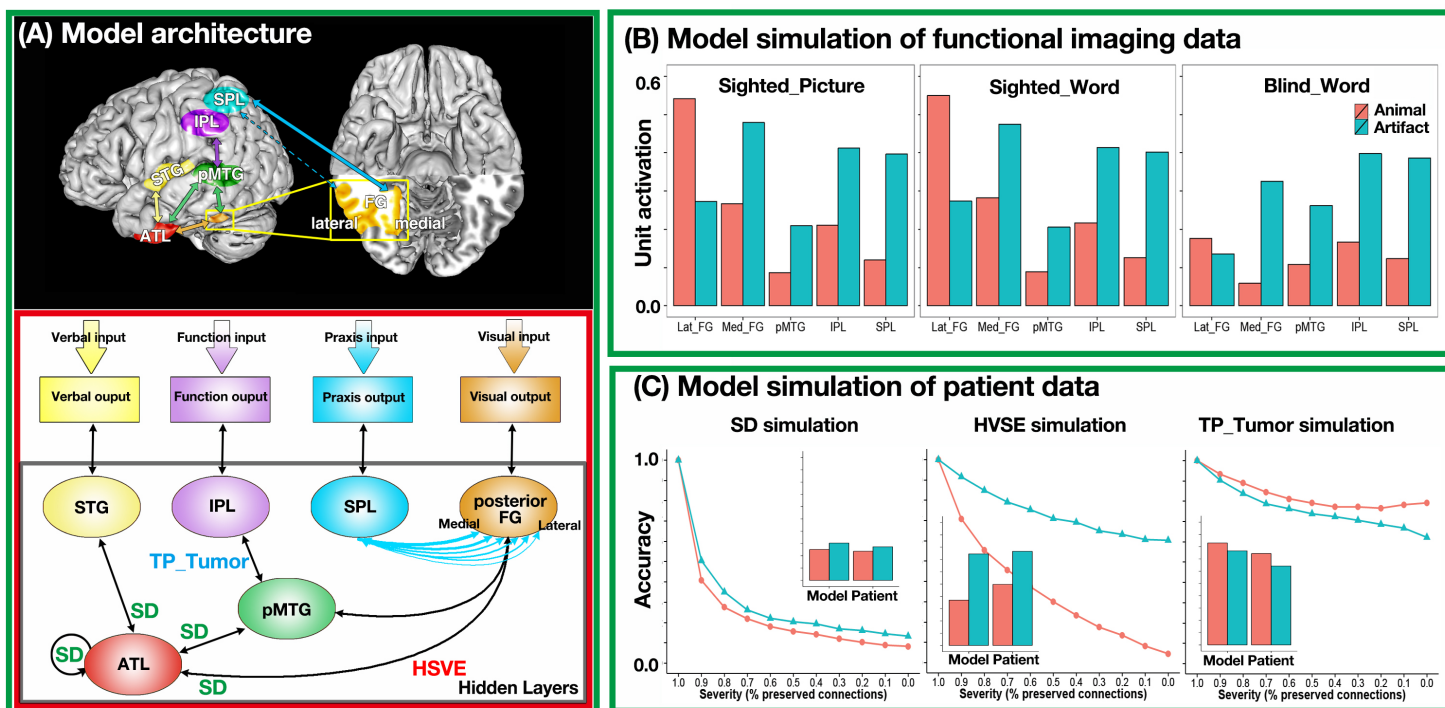 (A) Model architecture
SPL
IPL
STG
pMTG
ATL
FG
lateral
medial
Verbal input
Function input
Praxis input
Visual input
Verbal ouput
Function ouput
Praxis output
Visual output
STG
IPL
SPL
posterior
FG
Medial
Lateral
TP_Tumor
pMTG
SD
SD
SD
ATL
SD
HSVE
Hidden Layers
(B) Model simulation of functional imaging data
Unit activation
0.6
0.0
Sighted_Picture
Sighted_Word
Blind_Word
Animal
Artifact
Lat_FG Med_FG pMTG IPL SPL
Lat_FG Med_FG pMTG IPL SPL
Lat_FG Med_FG pMTG IPL SPL
(C) Model simulation of patient data
SD simulation
HVSE simulation
TP_Tumor simulation
Accuracy
1.0
0.0
Model Patient
Model Patient
Model Patient
1.0 0.9 0.8 0.7 0.6 0.5 0.4 0.3 0.2 0.1 0.0
1.0 0.9 0.8 0.7 0.6 0.5 0.4 0.3 0.2 0.1 0.0
1.0 0.9 0.8 0.7 0.6 0.5 0.4 0.3 0.2 0.1 0.0
Severity (% preserved connections)
Severity (% preserved connections)
Severity (% preserved connections)